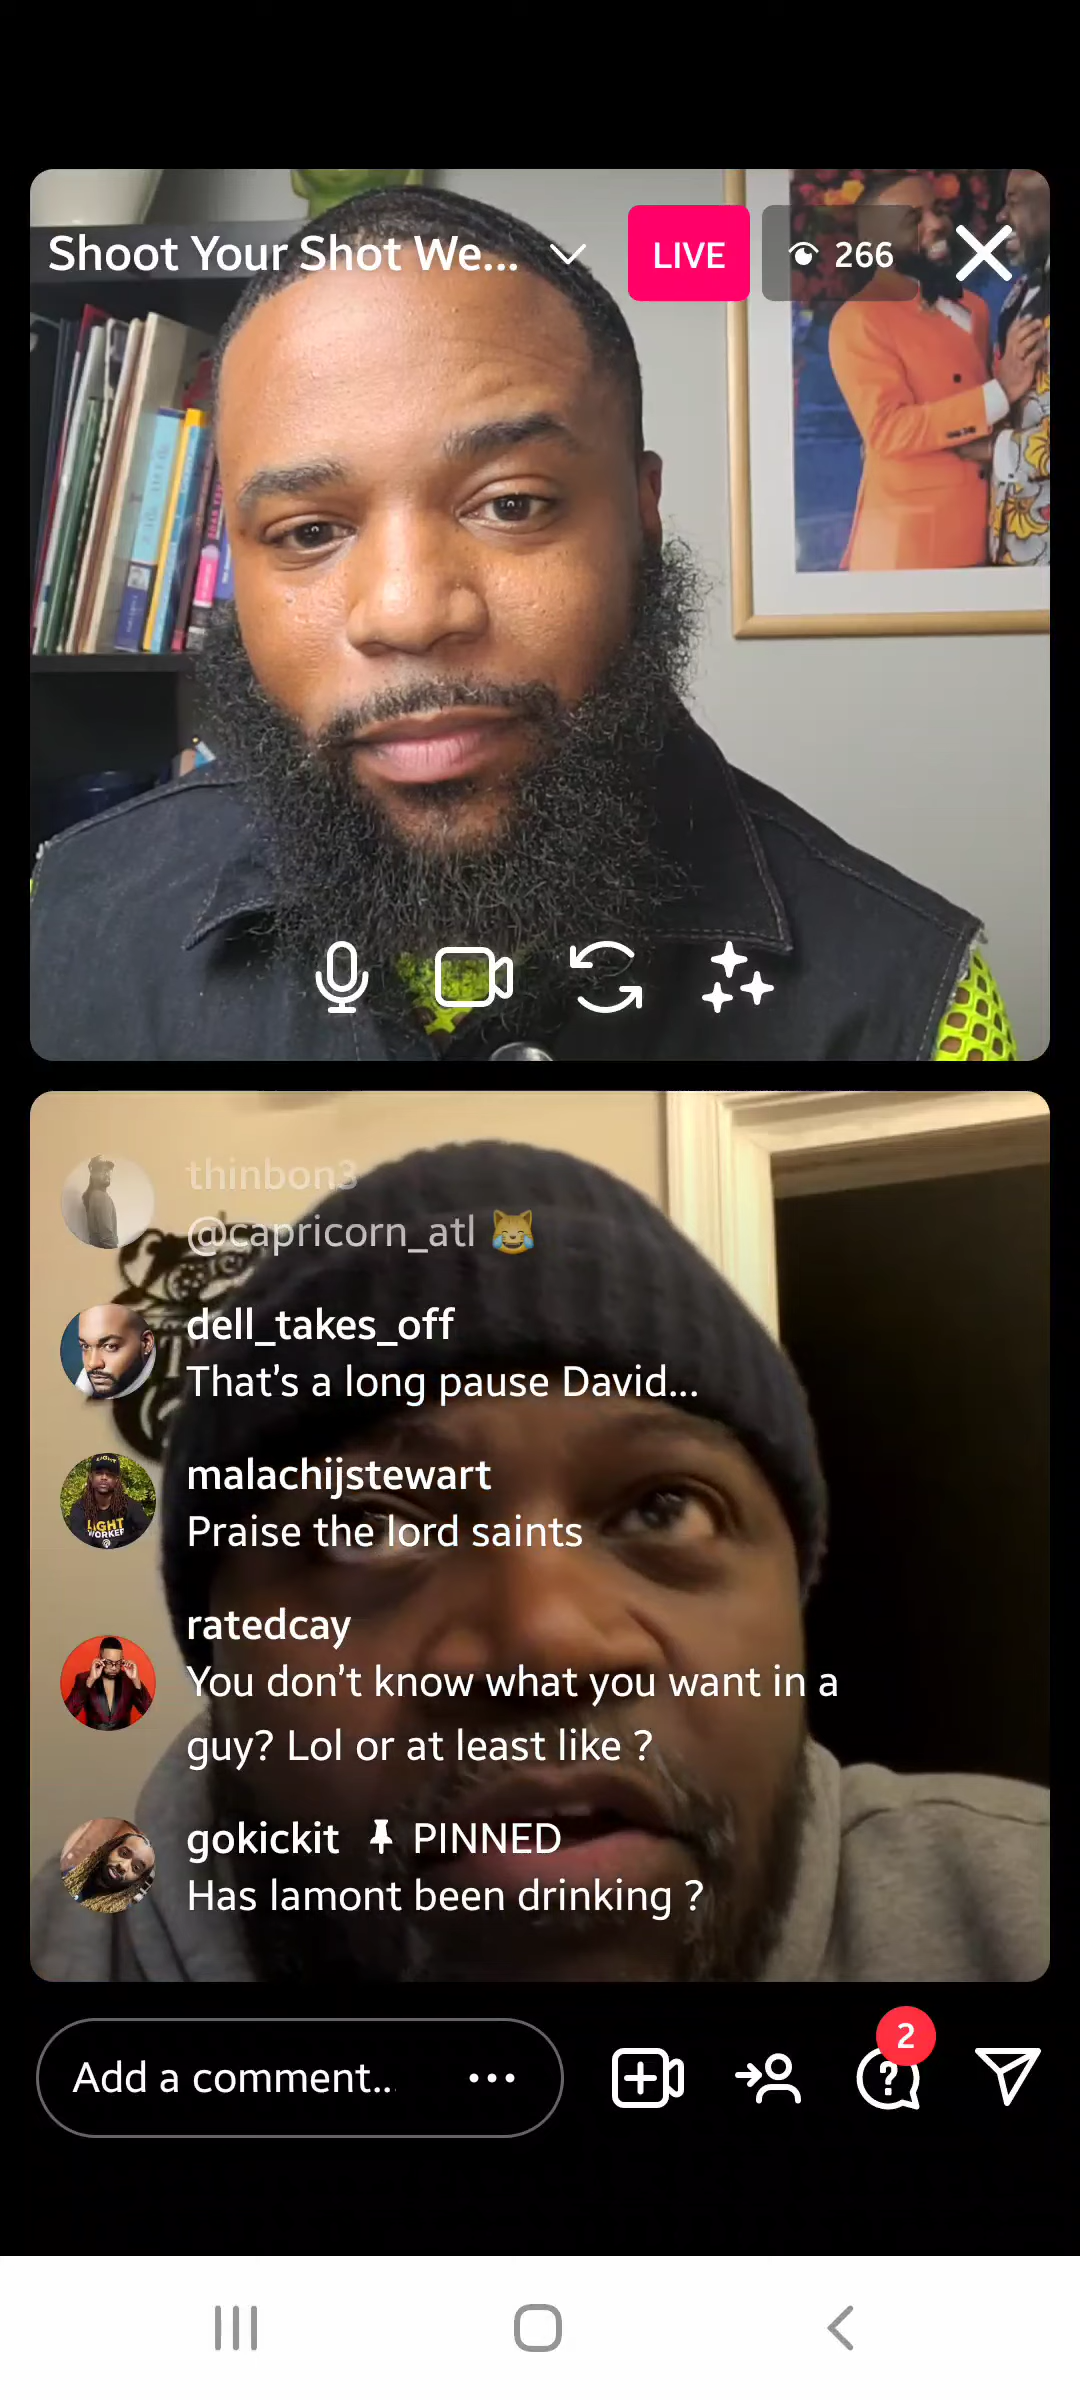 Shoot Your Shot We...
LIVE
266
thinbon3
@capricorn_atl 😹
dell_takes_off
That's a long pause David...
malachijstewart
Praise the lord saints
LIGHT
WORKER
ratedcay
You don't know what you want in a
guy? Lol or at least like ?
gokickit PINNED
Has lamont been drinking ?
2
Add a comment...